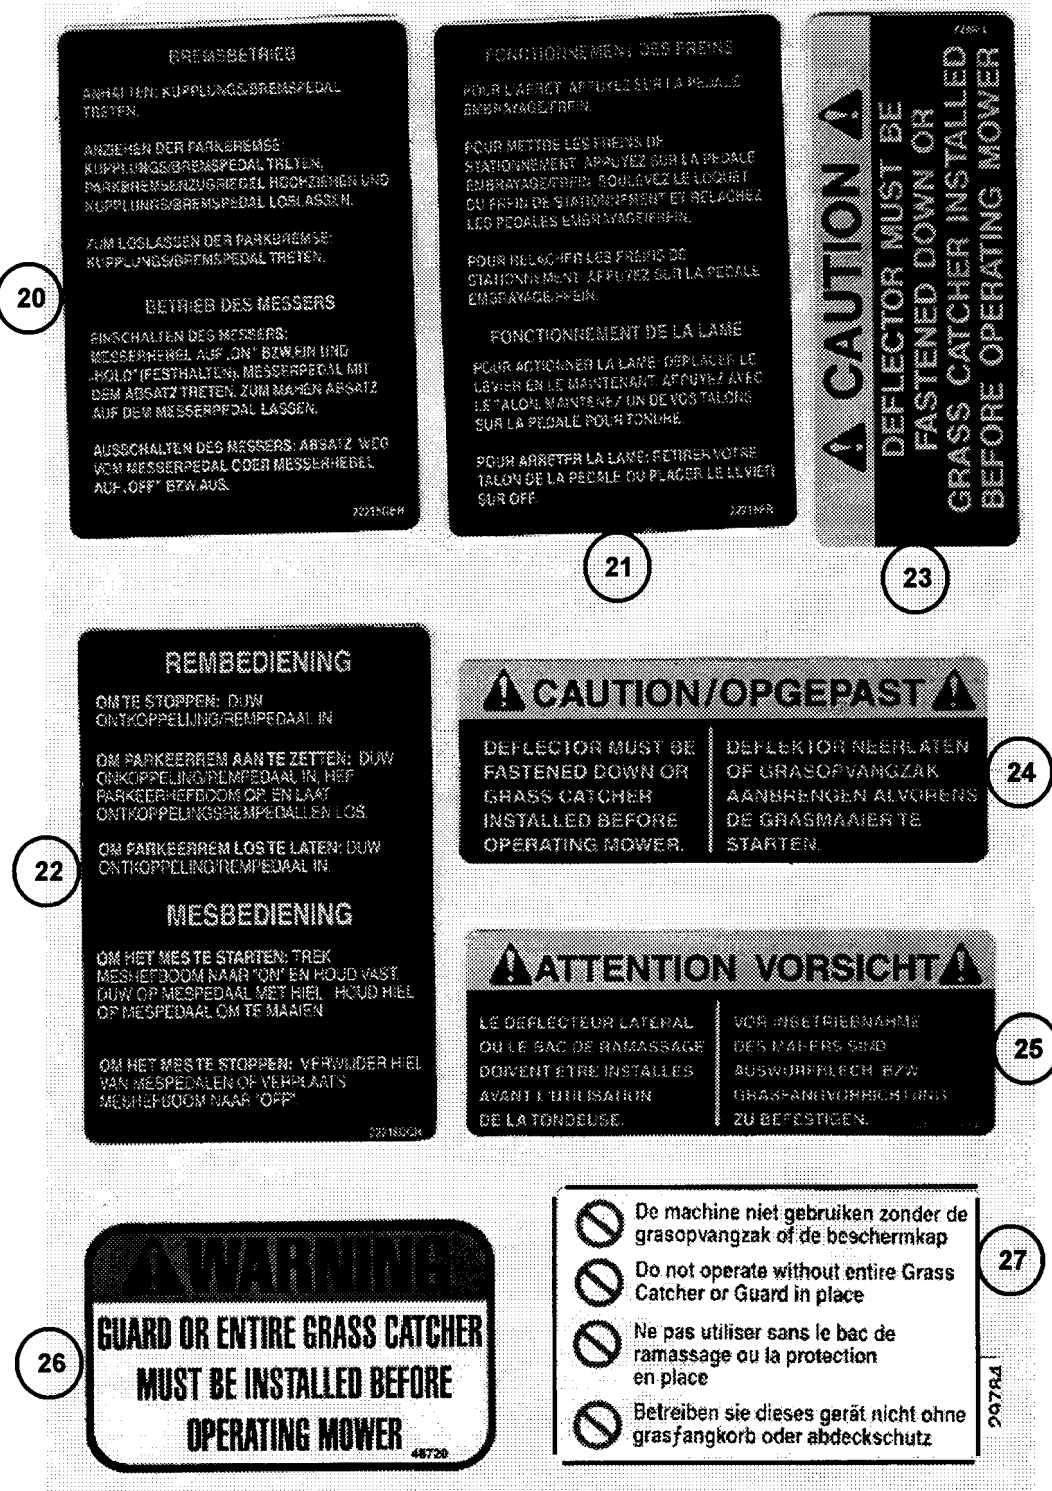 BREMSBETRIEB
ANHALTEN: KUPPLUNGS/BREMSPEDAL
TRETEN.
ANZIEHEN DER PARKBREMSE:
KUPPLUNGS/BREMSPEDAL TRETEN,
PARKBREMSENZUGRIEGEL HOCHZIEHEN UND
KUPPLUNGS/BREMSPEDAL LOSLASSEN.
ZUM LOSLASSEN DER PARKBREMSE:
KUPPLUNGS/BREMSPEDAL TRETEN.
BETRIEB DES MESSERS
EINSCHALTEN DES MESSERS:
MESSERHEBEL AUF „ON" BZW.EIN UND
„HOLD" (FESTHALTEN), MESSERPEDAL MIT
DEM ABSATZ TRETEN. ZUM MÄHEN ABSATZ
AUF DEM MESSERPEDAL LASSEN.
AUSSCHALTEN DES MESSERS: ABSATZ WEG
VOM MESSERPEDAL ODER MESSERHEBEL
AUF „OFF" BZW.AUS.
20
FONCTIONNEMENT DES FREINS
POUR L'ARRET: APPUYEZ SUR LA PEDALE
EMBRAYAGE/FREIN.
POUR METTRE LES FREINS DE
STATIONNEMENT: APPUYEZ SUR LA PEDALE
EMBRAYAGE/FREIN. SOULEVEZ LE LOQUET
DU FREIN DE STATIONNEMENT ET RELACHEZ
LES PEDALES EMBRAYAGE/FREIN.
POUR RELACHER LES FREINS DE
STATIONNEMENT: APPUYEZ SUR LA PEDALE
EMBRAYAGE/FREIN.
FONCTIONNEMENT DE LA LAME
POUR ACTIONNER LA LAME: DEPLACER LE
LEVIER EN LE MAINTENANT. APPUYEZ AVEC
LE TALON. MAINTENEZ UN DE VOS TALONS
SUR LA PEDALE POUR TONDRE.
POUR ARRETER LA LAME: RETIRER VOTRE
TALON DE LA PEDALE OU PLACER LE LEVIER
SUR OFF.
21
CAUTION
DEFLECTOR MUST BE
FASTENED DOWN OR
GRASS CATCHER INSTALLED
BEFORE OPERATING MOWER
23
REMBEDIENING
OM TE STOPPEN: DUW
ONTKOPPELIJNG/REMPEDAAL IN
OM PARKEERREM AAN TE ZETTEN: DUW
ONKOPPELING/REMPEDAAL IN, HEF
PARKEERHEFBOOM OP, EN LAAT
ONTKOPPELINGSREMPEDALLEN LOS.
OM PARKEERREM LOS TE LATEN: DUW
ONTKOPPELING/REMPEDAAL IN.
MESBEDIENING
OM HET MES TE STARTEN: TREK
MESHEFBOOM NAAR "ON" EN HOUD VAST.
DUW OP MESPEDAAL MET HIEL. HOUD HIEL
OP MESPEDAAL OM TE MAAIEN
OM HET MES TE STOPPEN: VERWIJDER HIEL
VAN MESPEDALEN OF VERPLAATS
MESHEFBOOM NAAR "OFF".
22
CAUTION/OPGEPAST
DEFLECTOR MUST BE
FASTENED DOWN OR
GRASS CATCHER
INSTALLED BEFORE
OPERATING MOWER.
DEFLEKTOR NEERLATEN
OF GRASOPVANGZAK
AANBRENGEN ALVORENS
DE GRASMAAIER TE
STARTEN.
24
ATTENTION VORSICHT
LE DEFLECTEUR LATERAL
OU LE BAC DE RAMASSAGE
DOIVENT ETRE INSTALLES
AVANT L'UTILISATION
DE LA TONDEUSE.
VOR INBETRIEBNAHME
DES MÄHERS SIND
AUSWURFBLECH BZW.
GRASFANGVORRICHTUNG
ZU BEFESTIGEN.
25
WARNING
GUARD OR ENTIRE GRASS CATCHER
MUST BE INSTALLED BEFORE
OPERATING MOWER
46720
26
De machine niet gebruiken zonder de
grasopvangzak of de beschermkap
Do not operate without entire Grass
Catcher or Guard in place
Ne pas utiliser sans le bac de
ramassage ou la protection
en place
Betreiben sie dieses gerät nicht ohne
grasfangkorb oder abdeckschutz
29784
27